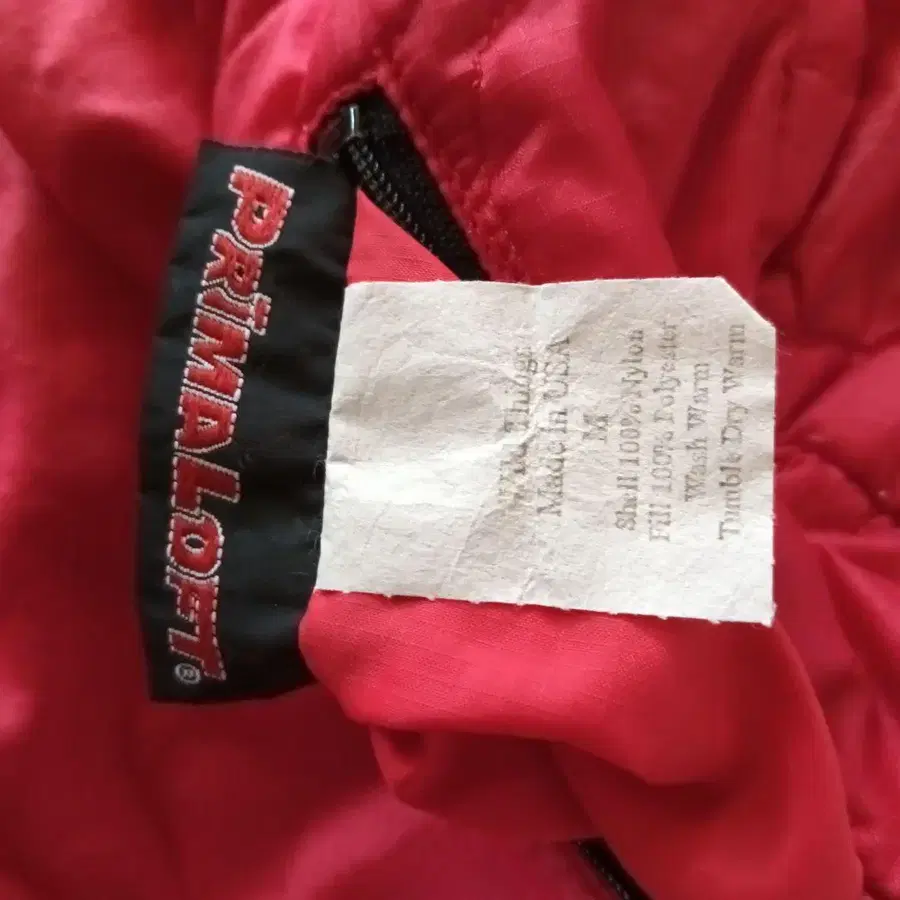 PRIMALOFT®
Wild Things
Made in USA
M
Shell 100% Nylon
Fill 100% Polyester
Wash Warm
Tumble Dry Warm